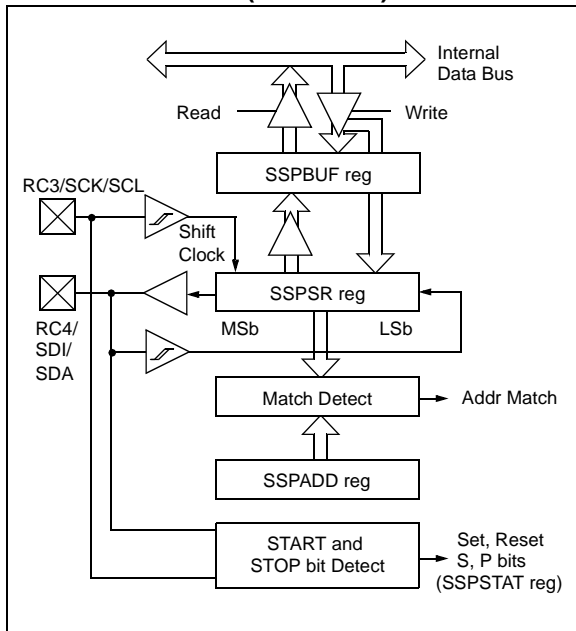 Internal
Data Bus
Read
Write
SSPBUF reg
RC3/SCK/SCL
Shift
Clock
SSPSR reg
MSb
LSb
RC4/
SDI/
SDA
Match Detect
Addr Match
SSPADD reg
START and
STOP bit Detect
Set, Reset
S, P bits
(SSPSTAT reg)